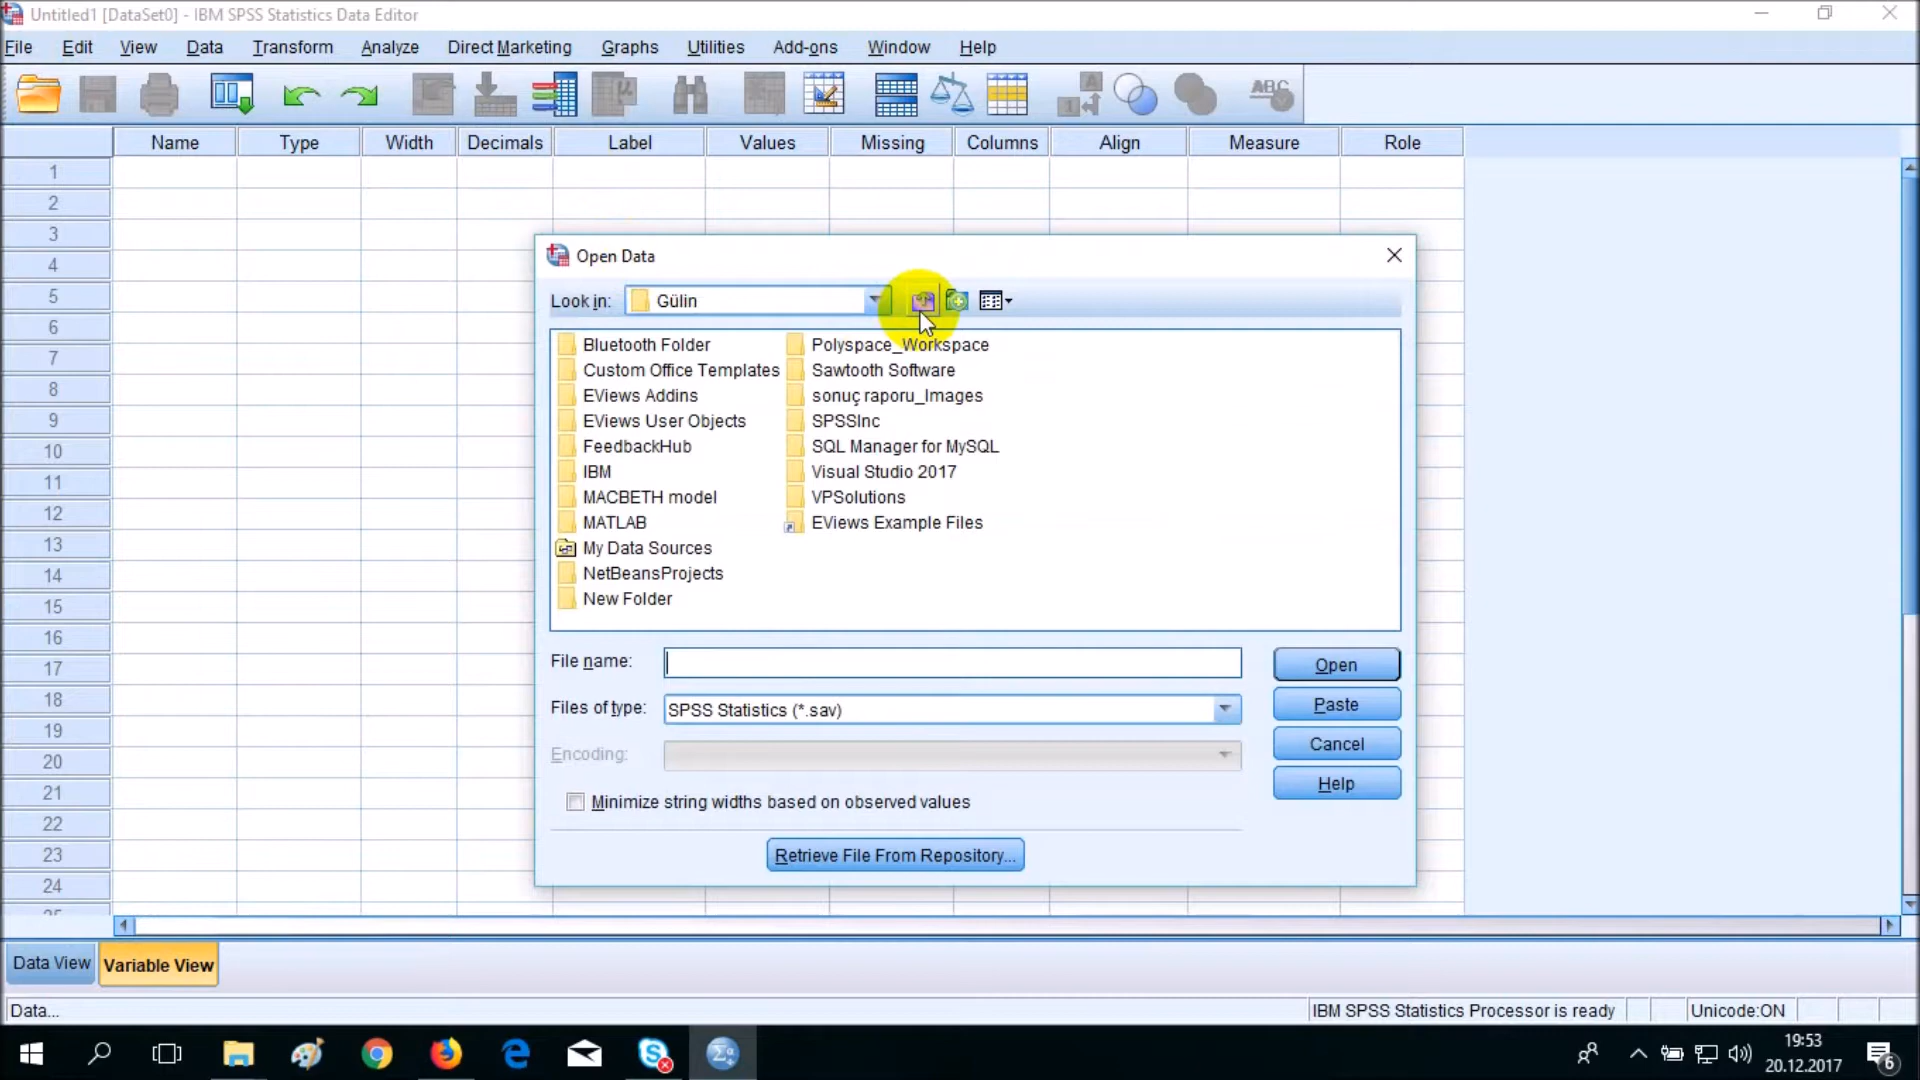 Untitled1 [DataSet0] - IBM SPSS Statistics Data Editor
File Edit View Data Transform Analyze Direct Marketing Graphs Utilities Add-ons Window Help
Name Type Width Decimals Label Values Missing Columns Align Measure Role
1
2
3
4
5
6
7
8
9
10
11
12
13
14
15
16
17
18
19
20
21
22
23
24
Open Data
Look in: Gülin
Bluetooth Folder
Custom Office Templates
EViews Addins
EViews User Objects
FeedbackHub
IBM
MACBETH model
MATLAB
My Data Sources
NetBeansProjects
New Folder
Polyspace_Workspace
Sawtooth Software
sonuç raporu_Images
SPSSInc
SQL Manager for MySQL
Visual Studio 2017
VPSolutions
EViews Example Files
File name:
Open
Files of type: SPSS Statistics (*.sav)
Paste
Encoding:
Cancel
Help
Minimize string widths based on observed values
Retrieve File From Repository...
Data View Variable View
Data...
IBM SPSS Statistics Processor is ready
Unicode:ON
19:53
20.12.2017
6